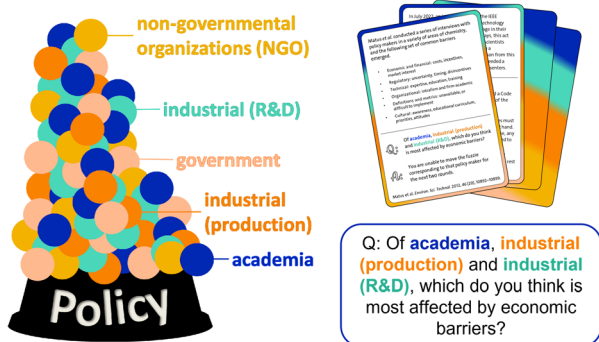 non-governmental
organizations (NGO)
industrial (R&D)
government
industrial
(production)
academia
Policy
Matus et al. conducted a series of interviews with
policy makers in a variety of areas of chemistry,
and the following set of common barriers
emerged.
• Economic and financial: costs, incentives,
market interest
• Regulatory: uncertainty, timing, disincentives
• Technical: expertise, education, training
• Organizational: idealism and firm-academic
• Definitions and metrics: unavailable, or
difficult to implement
• Cultural: awareness, educational curriculum,
priorities, attitudes
Q: Of academia, industrial (production)
and industrial (R&D), which do you think
is most affected by economic barriers?
You are unable to move the fuzzie
corresponding to that policy maker for
the next two rounds.
Matus et al. Environ. Sci. Technol. 2012, 46 (20), 10892–10899.
In July 2022,
Q: Of academia, industrial
(production) and industrial
(R&D), which do you think is
most affected by economic
barriers?